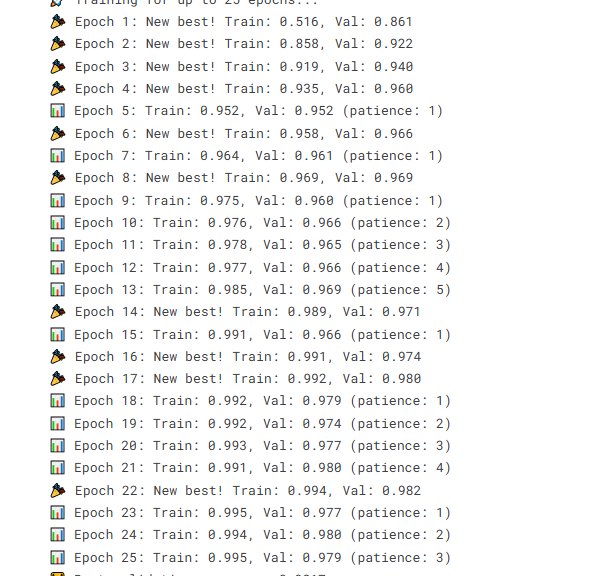 Training for up to 25 epochs...
🎉 Epoch 1: New best! Train: 0.516, Val: 0.861
🎉 Epoch 2: New best! Train: 0.858, Val: 0.922
🎉 Epoch 3: New best! Train: 0.919, Val: 0.940
🎉 Epoch 4: New best! Train: 0.935, Val: 0.960
📊 Epoch 5: Train: 0.952, Val: 0.952 (patience: 1)
🎉 Epoch 6: New best! Train: 0.958, Val: 0.966
📊 Epoch 7: Train: 0.964, Val: 0.961 (patience: 1)
🎉 Epoch 8: New best! Train: 0.969, Val: 0.969
📊 Epoch 9: Train: 0.975, Val: 0.960 (patience: 1)
📊 Epoch 10: Train: 0.976, Val: 0.966 (patience: 2)
📊 Epoch 11: Train: 0.978, Val: 0.965 (patience: 3)
📊 Epoch 12: Train: 0.977, Val: 0.966 (patience: 4)
📊 Epoch 13: Train: 0.985, Val: 0.969 (patience: 5)
🎉 Epoch 14: New best! Train: 0.989, Val: 0.971
📊 Epoch 15: Train: 0.991, Val: 0.966 (patience: 1)
🎉 Epoch 16: New best! Train: 0.991, Val: 0.974
🎉 Epoch 17: New best! Train: 0.992, Val: 0.980
📊 Epoch 18: Train: 0.992, Val: 0.979 (patience: 1)
📊 Epoch 19: Train: 0.992, Val: 0.974 (patience: 2)
📊 Epoch 20: Train: 0.993, Val: 0.977 (patience: 3)
📊 Epoch 21: Train: 0.991, Val: 0.980 (patience: 4)
🎉 Epoch 22: New best! Train: 0.994, Val: 0.982
📊 Epoch 23: Train: 0.995, Val: 0.977 (patience: 1)
📊 Epoch 24: Train: 0.994, Val: 0.980 (patience: 2)
📊 Epoch 25: Train: 0.995, Val: 0.979 (patience: 3)